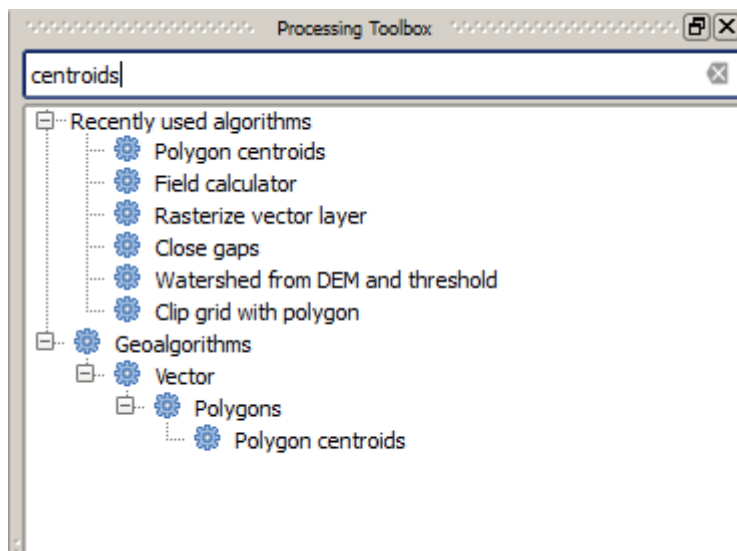 Processing Toolbox
centroids
Recently used algorithms
Polygon centroids
Field calculator
Rasterize vector layer
Close gaps
Watershed from DEM and threshold
Clip grid with polygon
Geoalgorithms
Vector
Polygons
Polygon centroids